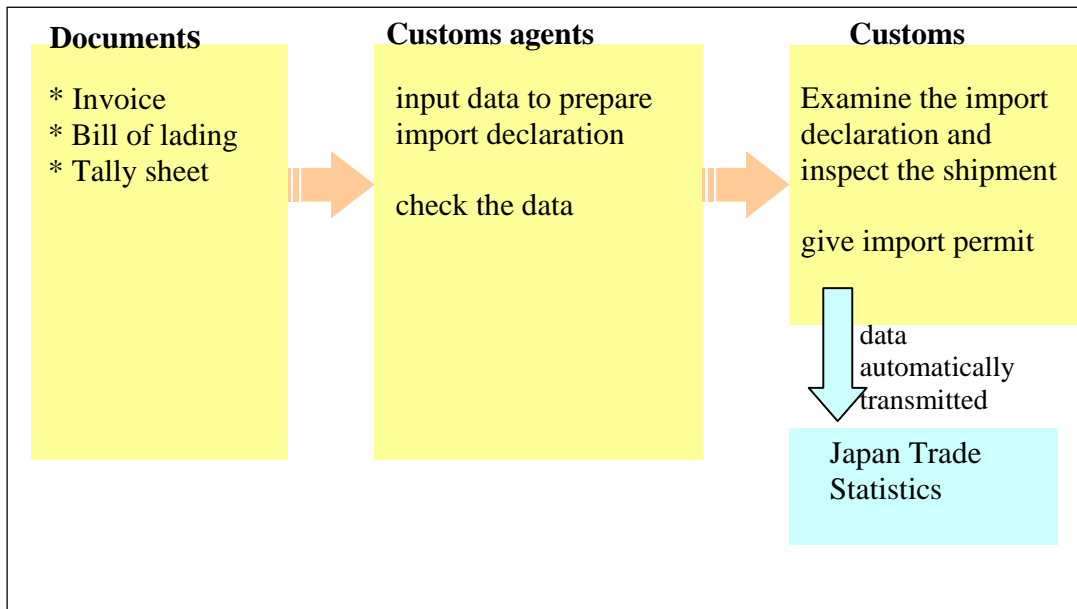 Documents
* Invoice
* Bill of lading
* Tally sheet
Customs agents
input data to prepare
import declaration
check the data
Customs
Examine the import
declaration and
inspect the shipment
give import permit
data
automatically
transmitted
Japan Trade
Statistics